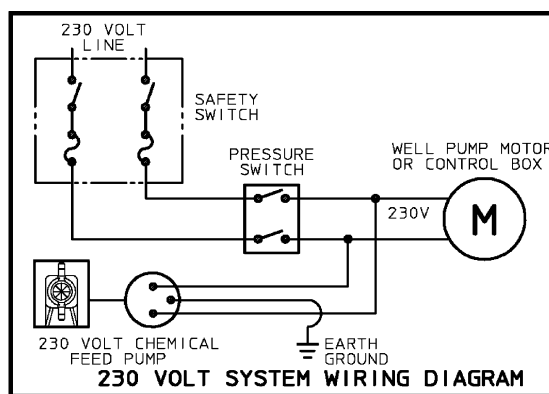 230 VOLT
LINE
SAFETY
SWITCH
PRESSURE
SWITCH
WELL PUMP MOTOR
OR CONTROL BOX
230V
M
230 VOLT CHEMICAL
FEED PUMP
EARTH
GROUND
230 VOLT SYSTEM WIRING DIAGRAM